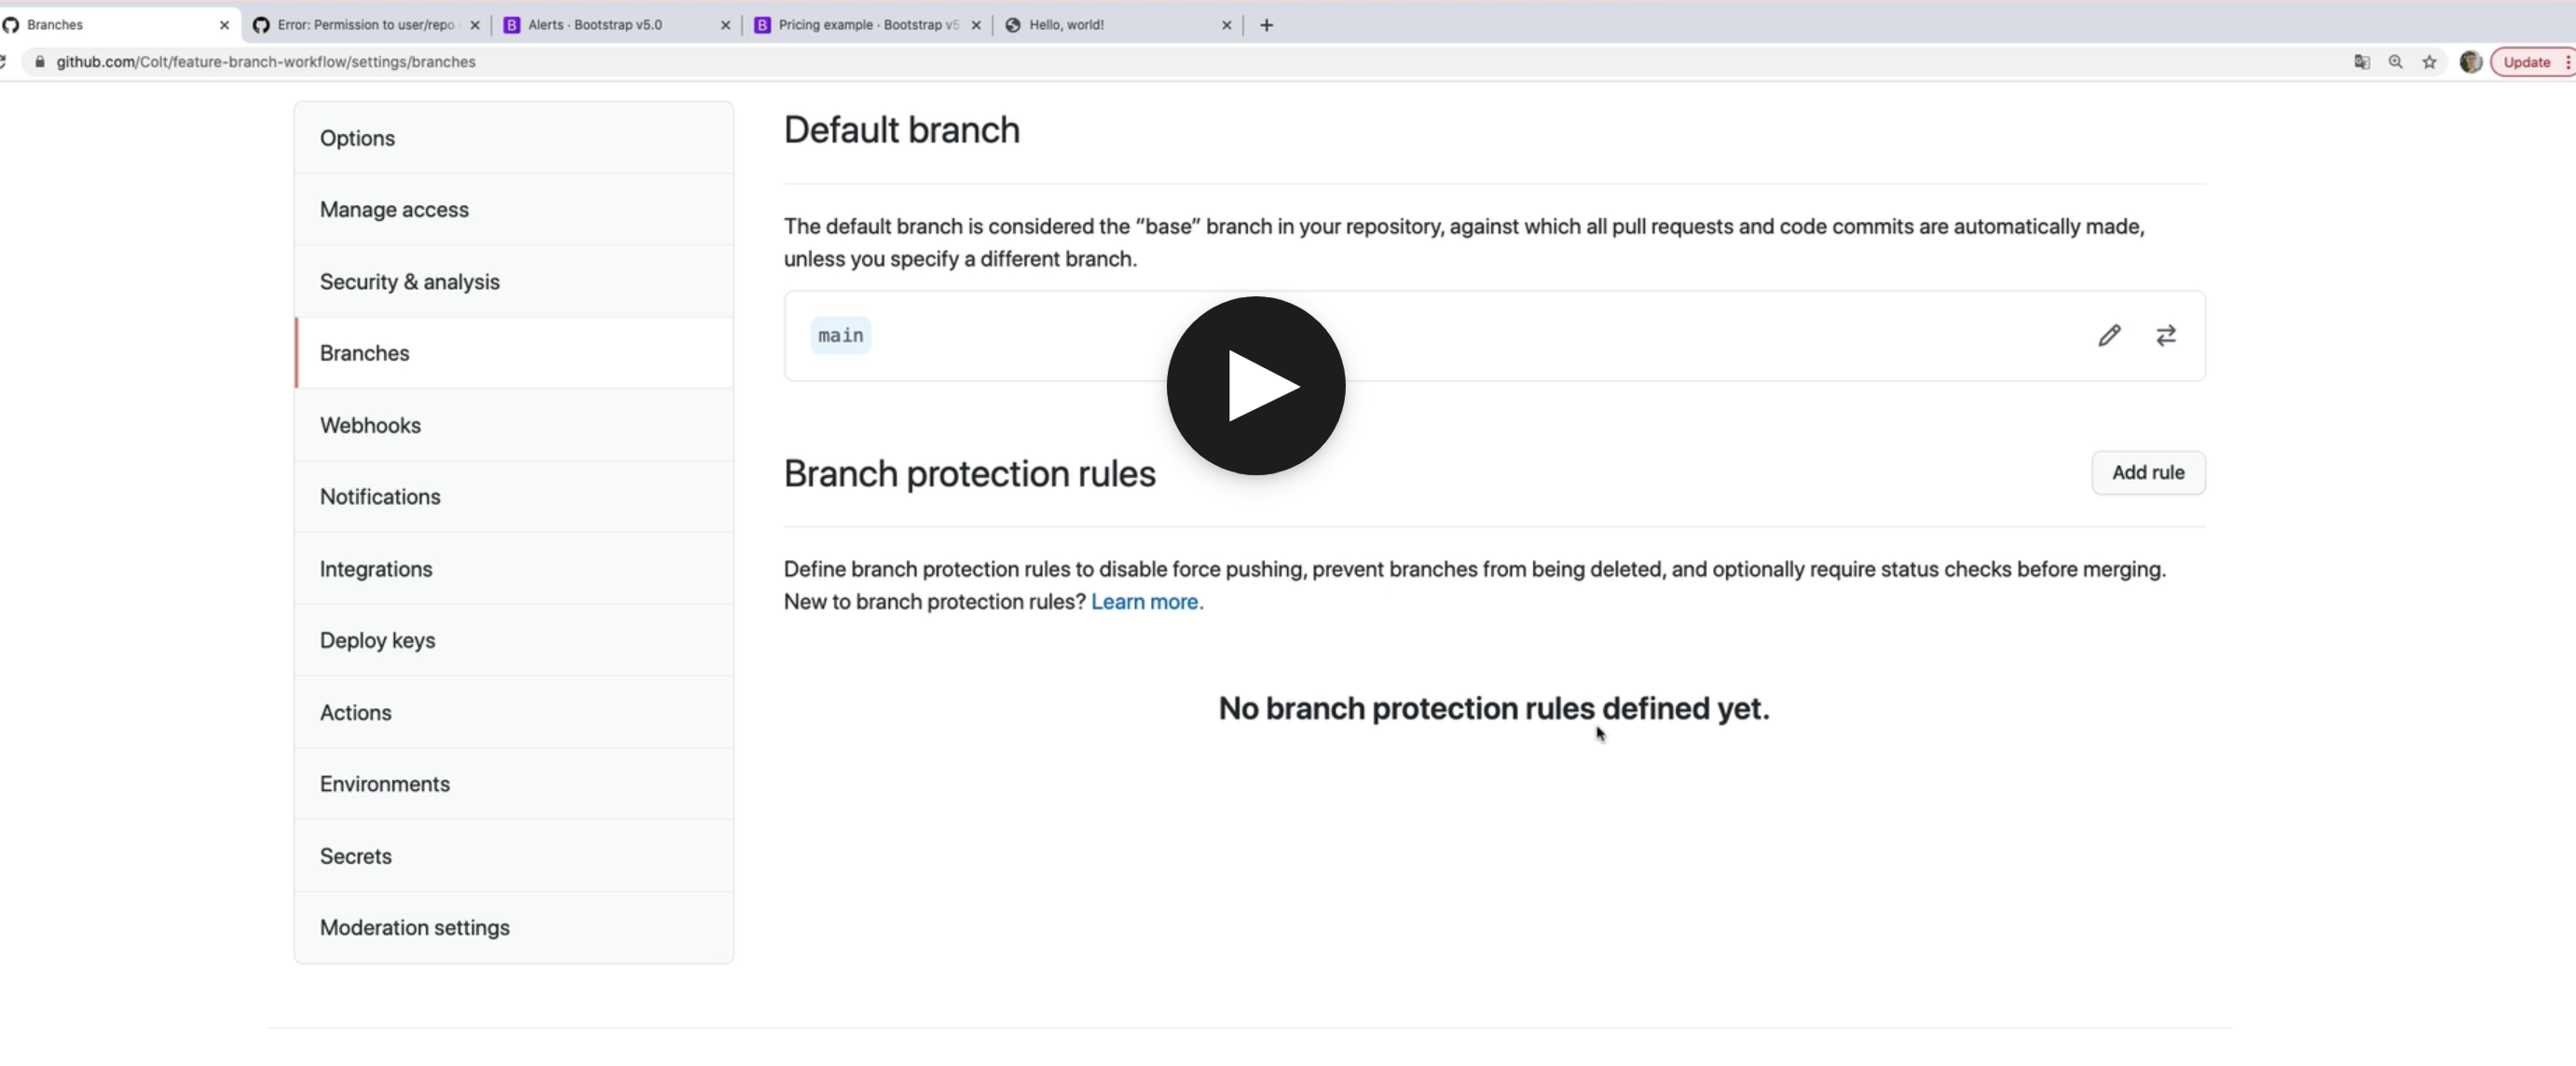 Branches
Error: Permission to user/repo
Alerts · Bootstrap v5.0
Pricing example · Bootstrap v5
Hello, world!
github.com/Colt/feature-branch-workflow/settings/branches
Update
Options
Manage access
Security & analysis
Branches
Webhooks
Notifications
Integrations
Deploy keys
Actions
Environments
Secrets
Moderation settings
Default branch
The default branch is considered the “base” branch in your repository, against which all pull requests and code commits are automatically made,
unless you specify a different branch.
main
Branch protection rules
Add rule
Define branch protection rules to disable force pushing, prevent branches from being deleted, and optionally require status checks before merging.
New to branch protection rules? Learn more.
No branch protection rules defined yet.